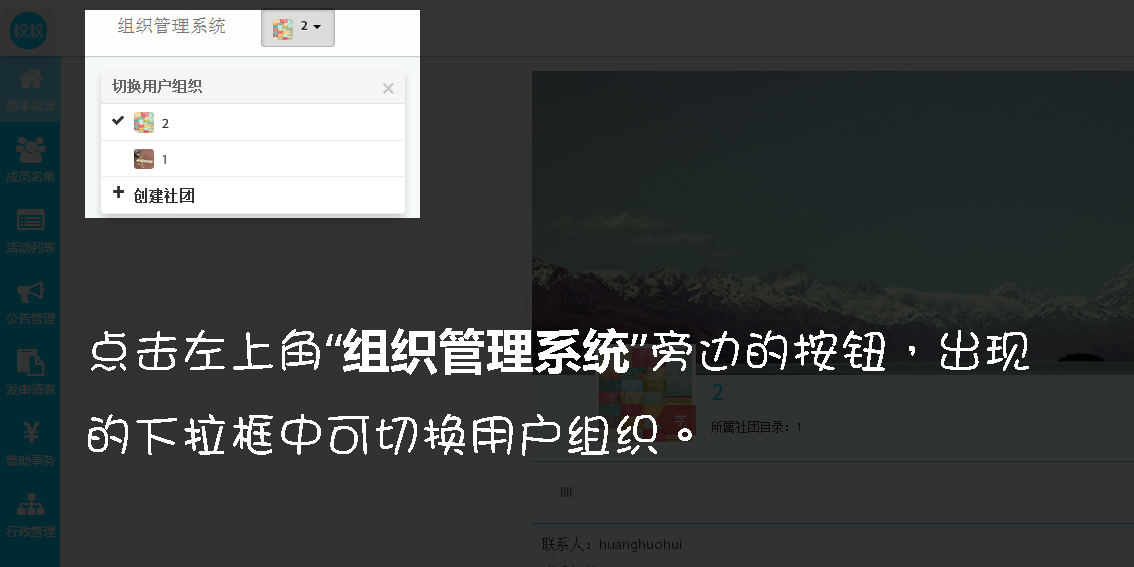 校校
组织管理系统
2
切换用户组织
×
2
1
创建社团
基本信息
成员名单
活动列表
公告管理
发申请表
赞助事务
行政管理
点击左上角“组织管理系统”旁边的按钮，出现
的下拉框中可切换用户组织。
2
学
所属社团目录：1
||||
联系人：huanghuohui